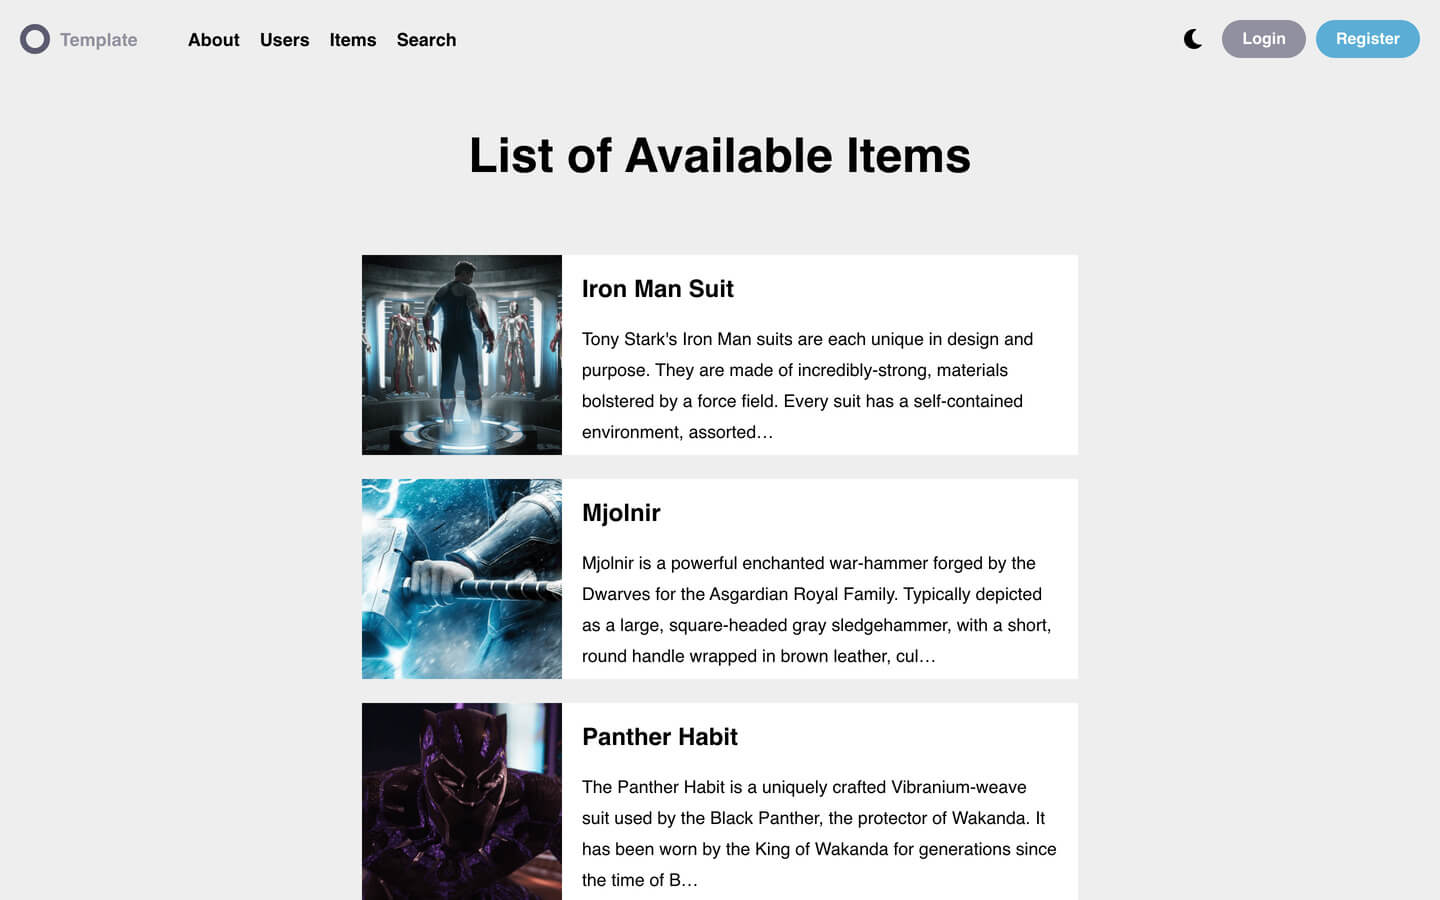 Template
About Users Items Search
Login
Register
List of Available Items
Iron Man Suit
Tony Stark's Iron Man suits are each unique in design and
purpose. They are made of incredibly-strong, materials
bolstered by a force field. Every suit has a self-contained
environment, assorted…
Mjolnir
Mjolnir is a powerful enchanted war-hammer forged by the
Dwarves for the Asgardian Royal Family. Typically depicted
as a large, square-headed gray sledgehammer, with a short,
round handle wrapped in brown leather, cul…
Panther Habit
The Panther Habit is a uniquely crafted Vibranium-weave
suit used by the Black Panther, the protector of Wakanda. It
has been worn by the King of Wakanda for generations since
the time of B…